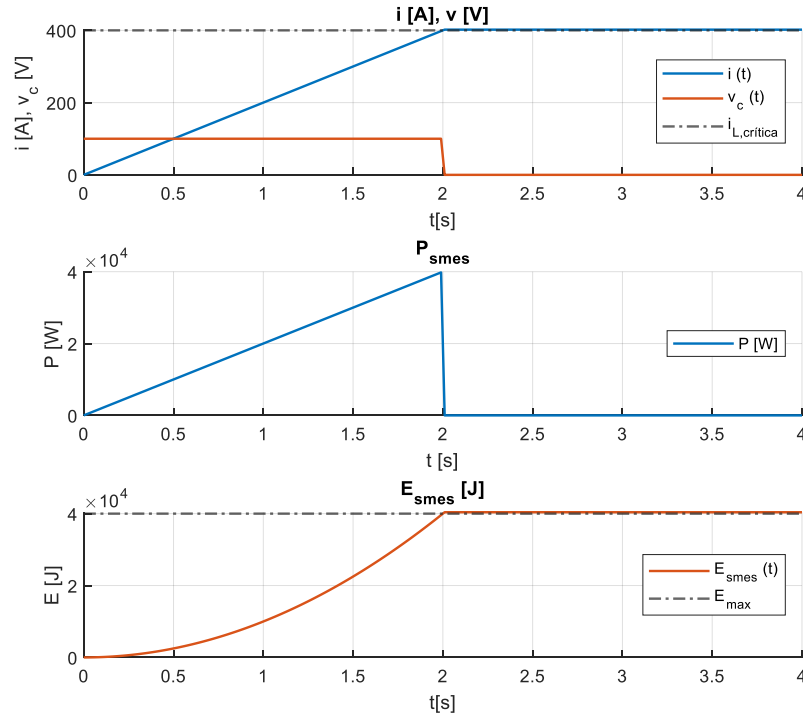 i [A], v [V]
i [A], v_c [V]
400
200
0
i (t)
v_c (t)
i_L,crítica
0 0.5 1 1.5 2 2.5 3 3.5 4
t[s]
P_smes
×10^4
P [W]
4
2
0
P [W]
0 0.5 1 1.5 2 2.5 3 3.5 4
t [s]
E_smes [J]
×10^4
E [J]
4
2
0
E_smes (t)
E_max
0 0.5 1 1.5 2 2.5 3 3.5 4
t[s]